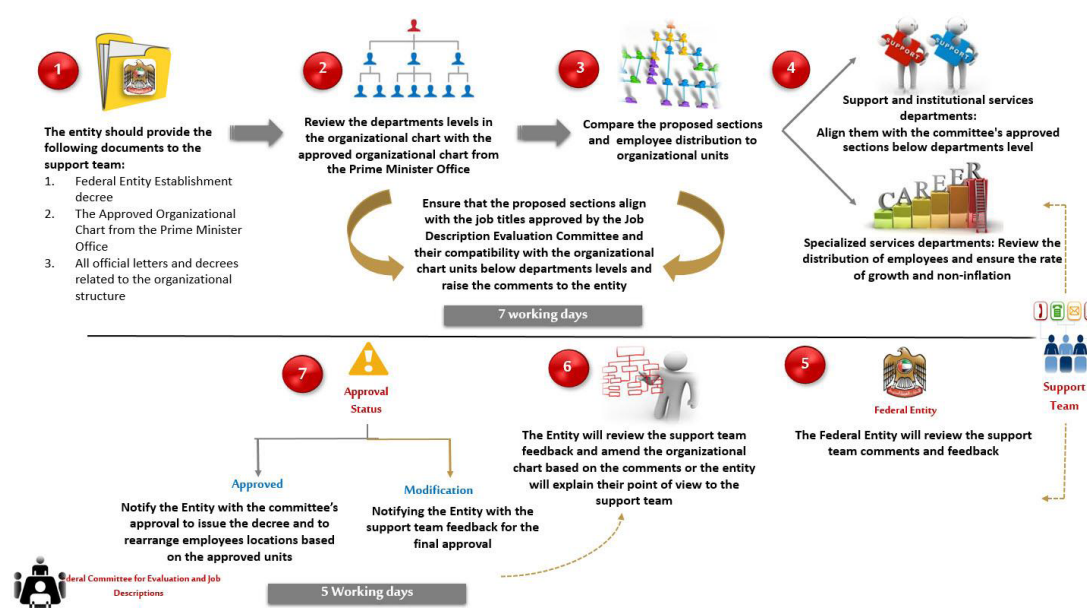 1
The entity should provide the
following documents to the
support team:
1. Federal Entity Establishment
decree
2. The Approved Organizational
Chart from the Prime Minister
Office
3. All official letters and decrees
related to the organizational
structure
2
Review the departments levels in
the organizational chart with the
approved organizational chart from
the Prime Minister Office
3
Compare the proposed sections
and employee distribution to
organizational units
Ensure that the proposed sections align
with the job titles approved by the Job
Description Evaluation Committee and
their compatibility with the organizational
chart units below departments levels and
raise the comments to the entity
7 working days
4
SUPPORT
SUPPORT
Support and institutional services
departments:
Align them with the committee's approved
sections below departments level
CAREER
Specialized services departments: Review the
distribution of employees and ensure the rate
of growth and non-inflation
Support
Team
5
Federal Entity
The Federal Entity will review the support
team comments and feedback
6
The Entity will review the support team
feedback and amend the organizational
chart based on the comments or the entity
will explain their point of view to the
support team
7
Approval
Status
Approved
Notify the Entity with the committee's
approval to issue the decree and to
rearrange employees locations based
on the approved units
Modification
Notifying the Entity with the
support team feedback for the
final approval
5 Working days
deral Committee for Evaluation and Job
Descriptions